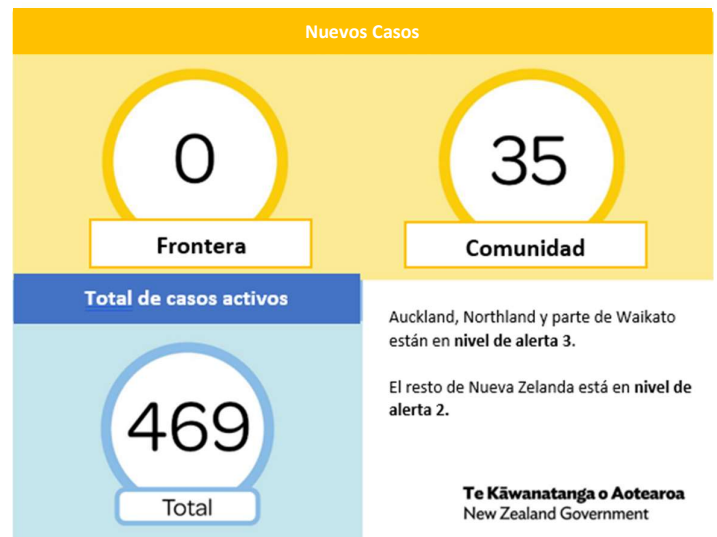 Nuevos Casos
0
Frontera
35
Comunidad
Total de casos activos
469
Total
Auckland, Northland y parte de Waikato
están en nivel de alerta 3.
El resto de Nueva Zelanda está en nivel de
alerta 2.
Te Kāwanatanga o Aotearoa
New Zealand Government